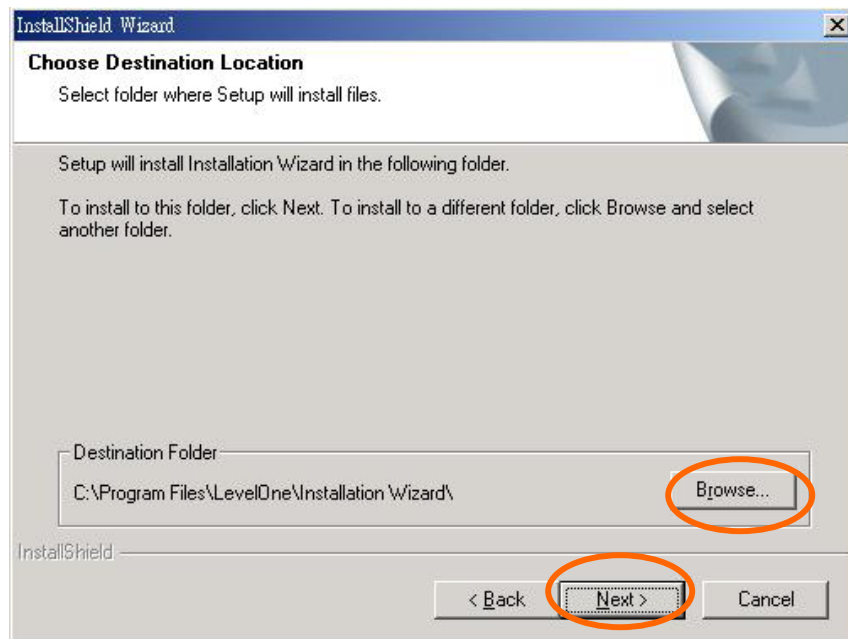 InstallShield Wizard
Choose Destination Location
Select folder where Setup will install files.
Setup will install Installation Wizard in the following folder.
To install to this folder, click Next. To install to a different folder, click Browse and select
another folder.
Destination Folder
C:\Program Files\LevelOne\Installation Wizard\
Browse...
InstallShield
< Back
Next >
Cancel